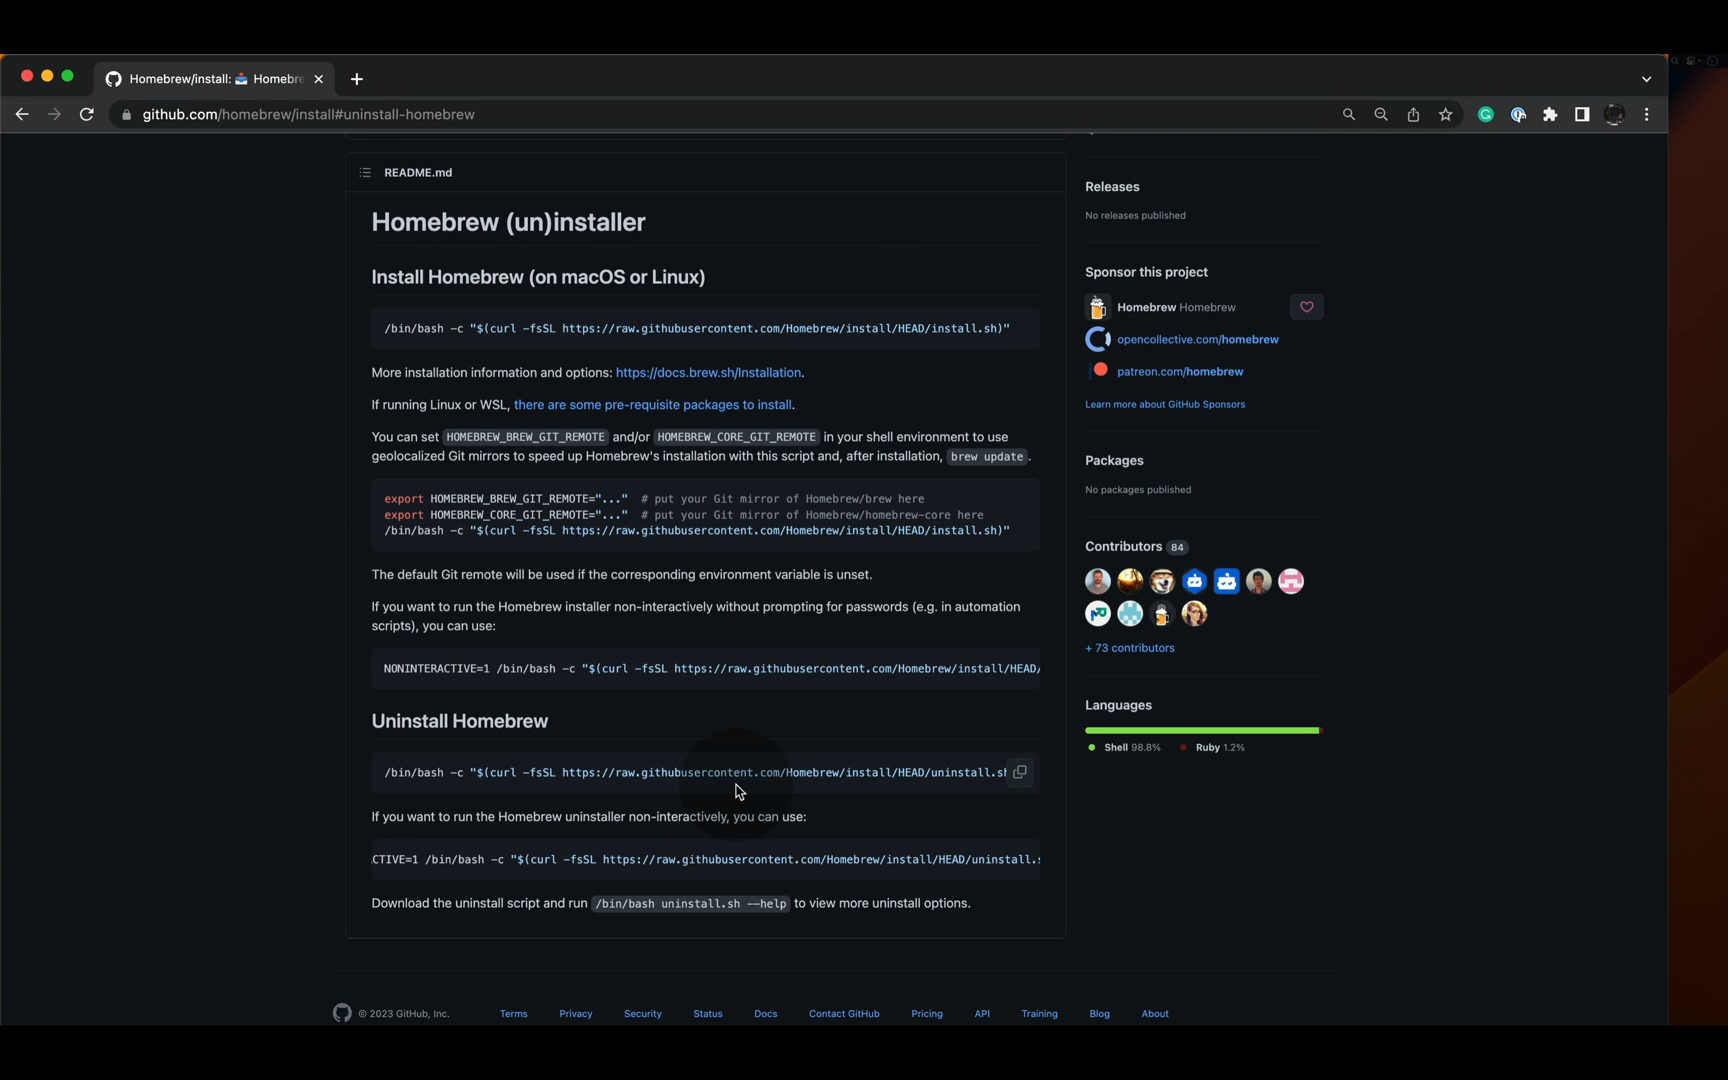 Homebrew/install: 📥 Homebre
github.com/homebrew/install#uninstall-homebrew
README.md
Homebrew (un)installer
Install Homebrew (on macOS or Linux)
/bin/bash -c "$(curl -fsSL https://raw.githubusercontent.com/Homebrew/install/HEAD/install.sh)"
More installation information and options: https://docs.brew.sh/Installation.
If running Linux or WSL, there are some pre-requisite packages to install.
You can set HOMEBREW_BREW_GIT_REMOTE and/or HOMEBREW_CORE_GIT_REMOTE in your shell environment to use
geolocalized Git mirrors to speed up Homebrew's installation with this script and, after installation, brew update.
export HOMEBREW_BREW_GIT_REMOTE="..."  # put your Git mirror of Homebrew/brew here
export HOMEBREW_CORE_GIT_REMOTE="..."  # put your Git mirror of Homebrew/homebrew-core here
/bin/bash -c "$(curl -fsSL https://raw.githubusercontent.com/Homebrew/install/HEAD/install.sh)"
The default Git remote will be used if the corresponding environment variable is unset.
If you want to run the Homebrew installer non-interactively without prompting for passwords (e.g. in automation
scripts), you can use:
NONINTERACTIVE=1 /bin/bash -c "$(curl -fsSL https://raw.githubusercontent.com/Homebrew/install/HEAD/
Uninstall Homebrew
/bin/bash -c "$(curl -fsSL https://raw.githubusercontent.com/Homebrew/install/HEAD/uninstall.sh
If you want to run the Homebrew uninstaller non-interactively, you can use:
CTIVE=1 /bin/bash -c "$(curl -fsSL https://raw.githubusercontent.com/Homebrew/install/HEAD/uninstall.s
Download the uninstall script and run /bin/bash uninstall.sh --help to view more uninstall options.
Releases
No releases published
Sponsor this project
Homebrew Homebrew
opencollective.com/homebrew
patreon.com/homebrew
Learn more about GitHub Sponsors
Packages
No packages published
Contributors 84
+ 73 contributors
Languages
Shell 98.8% Ruby 1.2%
© 2023 GitHub, Inc. Terms Privacy Security Status Docs Contact GitHub Pricing API Training Blog About